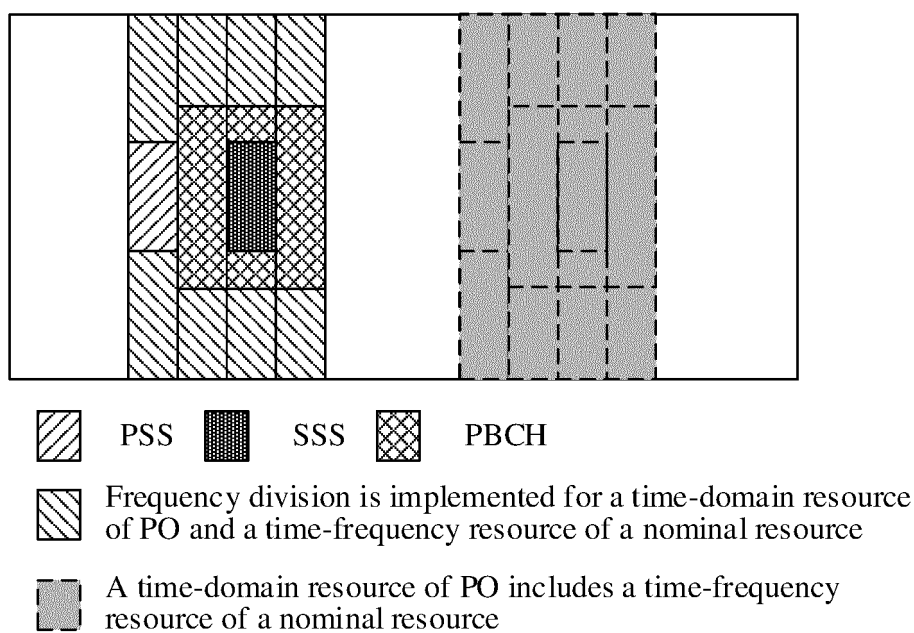 PSS SSS PBCH
Frequency division is implemented for a time-domain resource
of PO and a time-frequency resource of a nominal resource
A time-domain resource of PO includes a time-frequency
resource of a nominal resource